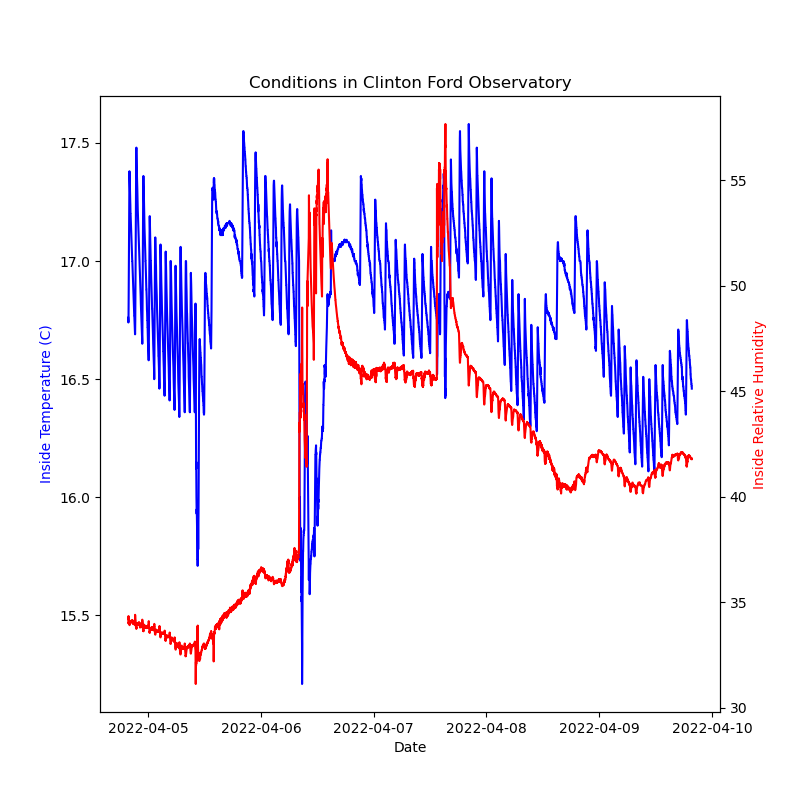 Conditions in Clinton Ford Observatory
17.5
17.0
16.5
16.0
15.5
Inside Temperature (C)
55
50
45
40
35
30
Inside Relative Humidity
2022-04-05 2022-04-06 2022-04-07 2022-04-08 2022-04-09 2022-04-10
Date